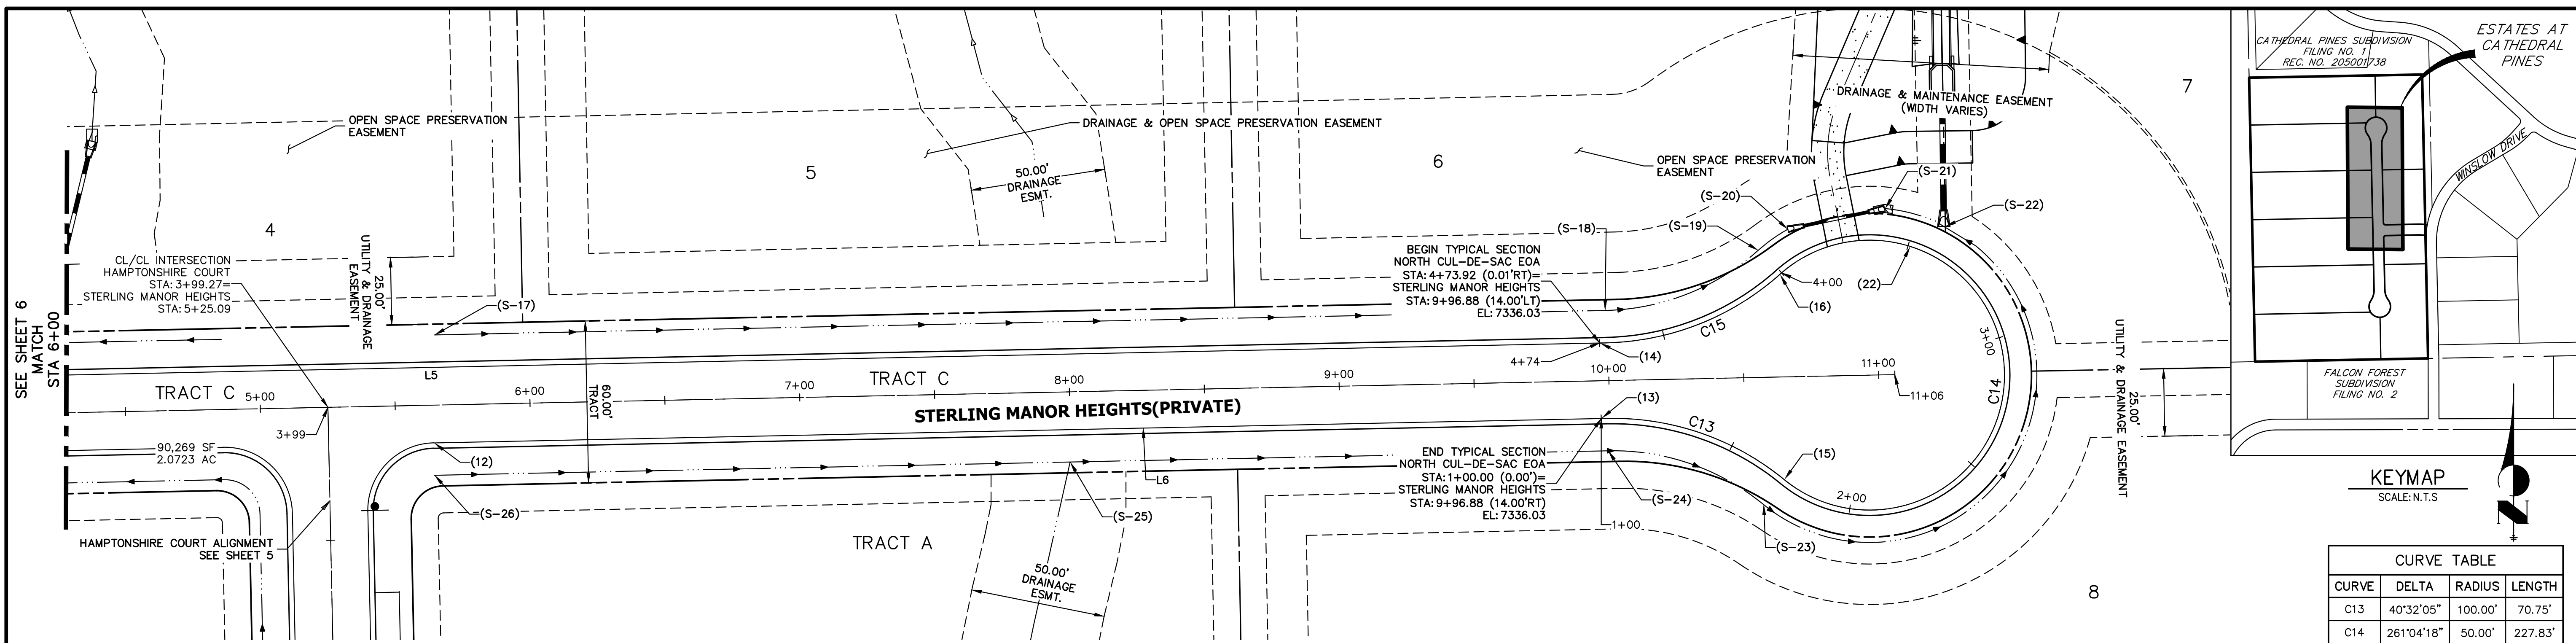 SEE SHEET 6
MATCH
STA 6+00
OPEN SPACE PRESERVATION
EASEMENT
4
CL/CL INTERSECTION
HAMPTONSHIRE COURT
STA: 3+99.27=
STERLING MANOR HEIGHTS
STA: 5+25.09
25.00'
UTILITY & DRAINAGE
EASEMENT
(S-17)
5
DRAINAGE & OPEN SPACE PRESERVATION EASEMENT
50.00'
DRAINAGE
ESMT.
6
OPEN SPACE PRESERVATION
EASEMENT
DRAINAGE & MAINTENANCE EASEMENT
(WIDTH VARIES)
7
(S-18)
(S-19)
(S-20)
(S-21)
(S-22)
BEGIN TYPICAL SECTION
NORTH CUL-DE-SAC EOA
STA: 4+73.92 (0.01'RT)=
STERLING MANOR HEIGHTS
STA: 9+96.88 (14.00'LT)
EL: 7336.03
4+00
(22)
(16)
C15
3+00
C14
4+74
(14)
L5
TRACT C
5+00
6+00
7+00
8+00
TRACT C
9+00
10+00
11+00
11+06
60.00'
TRACT
STERLING MANOR HEIGHTS(PRIVATE)
3+99
90,269 SF
2.0723 AC
(12)
(13)
C13
(15)
2+00
L6
END TYPICAL SECTION
NORTH CUL-DE-SAC EOA
STA: 1+00.00 (0.00')=
STERLING MANOR HEIGHTS
STA: 9+96.88 (14.00'RT)
EL: 7336.03
1+00
(S-24)
(S-23)
(S-25)
(S-26)
HAMPTONSHIRE COURT ALIGNMENT
SEE SHEET 5
TRACT A
50.00'
DRAINAGE
ESMT.
25.00'
UTILITY & DRAINAGE EASEMENT
8
CATHEDRAL PINES SUBDIVISION
FILING NO. 1
REC. NO. 205001738
ESTATES AT
CATHEDRAL
PINES
WINSLOW DRIVE
FALCON FOREST
SUBDIVISION
FILING NO. 2
KEYMAP
SCALE: N.T.S
N
CURVE TABLE
CURVE DELTA RADIUS LENGTH
C13 40°32'05" 100.00' 70.75'
C14 261°04'18" 50.00' 227.83'